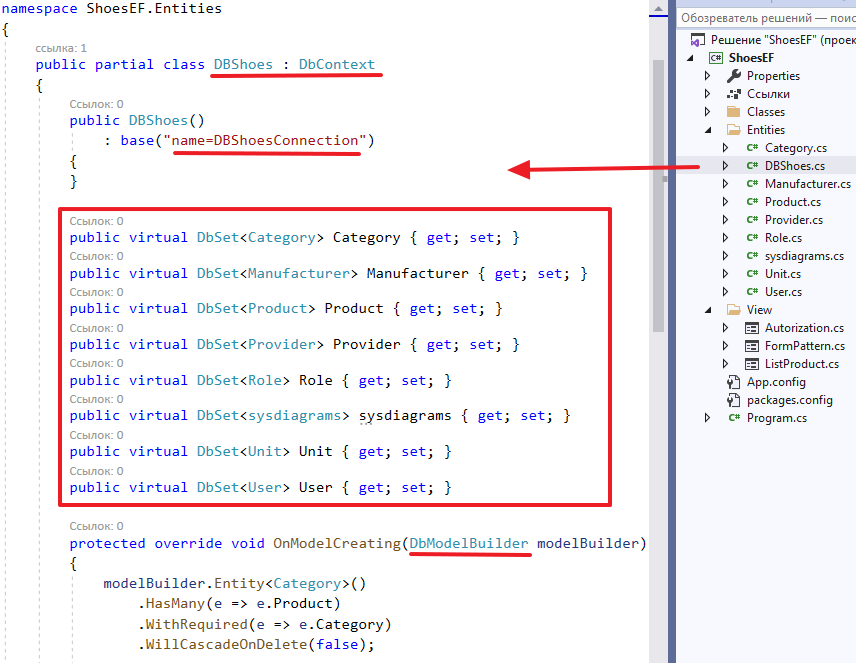 namespace ShoesEF.Entities
{
ссылка: 1
public partial class DBShoes : DbContext
{
Ссылок: 0
public DBShoes()
: base("name=DBShoesConnection")
{
}
Ссылок: 0
public virtual DbSet<Category> Category { get; set; }
Ссылок: 0
public virtual DbSet<Manufacturer> Manufacturer { get; set; }
Ссылок: 0
public virtual DbSet<Product> Product { get; set; }
Ссылок: 0
public virtual DbSet<Provider> Provider { get; set; }
Ссылок: 0
public virtual DbSet<Role> Role { get; set; }
Ссылок: 0
public virtual DbSet<sysdiagrams> sysdiagrams { get; set; }
Ссылок: 0
public virtual DbSet<Unit> Unit { get; set; }
Ссылок: 0
public virtual DbSet<User> User { get; set; }
Ссылок: 0
protected override void OnModelCreating(DbModelBuilder modelBuilder)
{
modelBuilder.Entity<Category>()
.HasMany(e => e.Product)
.WithRequired(e => e.Category)
.WillCascadeOnDelete(false);
Обозреватель решений — поис
Решение "ShoesEF" (проек
C# ShoesEF
Properties
Ссылки
Classes
Entities
C# Category.cs
C# DBShoes.cs
C# Manufacturer.cs
C# Product.cs
C# Provider.cs
C# Role.cs
C# sysdiagrams.cs
C# Unit.cs
C# User.cs
View
Autorization.cs
FormPattern.cs
ListProduct.cs
App.config
packages.config
C# Program.cs